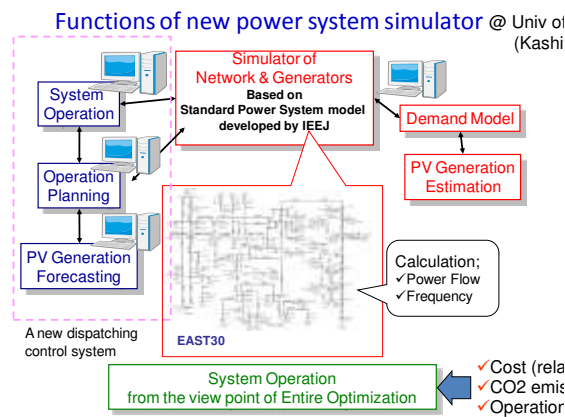 Functions of new power system simulator @ Univ of
(Kashi
Simulator of
Network & Generators
Based on
Standard Power System model
developed by IEEJ
System
Operation
Operation
Planning
PV Generation
Forecasting
A new dispatching
control system
Demand Model
PV Generation
Estimation
Calculation;
✓Power Flow
✓Frequency
EAST30
System Operation
from the view point of Entire Optimization
✓Cost (rela
✓CO2 emis
✓Operation